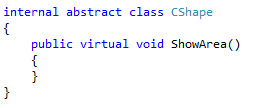 internal abstract class CShape
{
    public virtual void ShowArea()
    {
    }
}